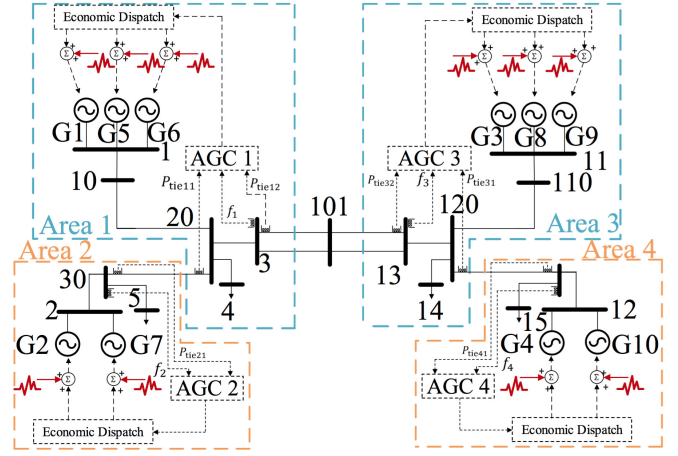 Economic Dispatch
Σ + + Σ + + Σ + +
G1 G5 G6
1
10
AGC 1
Ptie11 Ptie12
f1
Area 1
20
3
4
101
Economic Dispatch
Σ + + Σ + + Σ + +
G3 G8 G9
11
110
AGC 3
Ptie32 f3 Ptie31
120
Area 3
13
14
Area 2
30
5
2
G2 G7
Ptie21
f2
AGC 2
Σ + + Σ + +
Economic Dispatch
Area 4
12
15
G4 G10
Ptie41
f4
AGC 4
Σ + + Σ + +
Economic Dispatch